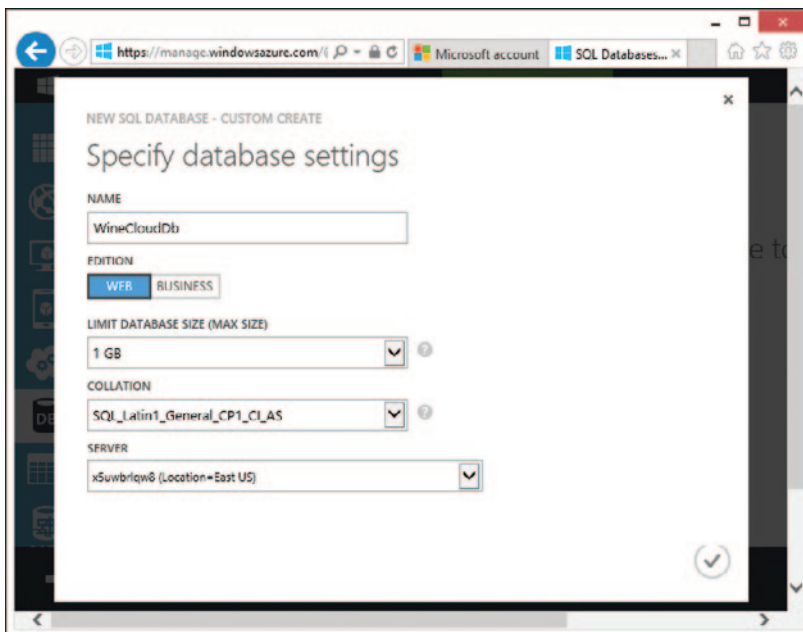 https://manage.windowsazure.com/
Microsoft account
SQL Databases...
NEW SQL DATABASE - CUSTOM CREATE
Specify database settings
NAME
WineCloudDb
EDITION
WEB BUSINESS
LIMIT DATABASE SIZE (MAX SIZE)
1 GB
COLLATION
SQL_Latin1_General_CP1_CI_AS
SERVER
(Location=East US)
DB